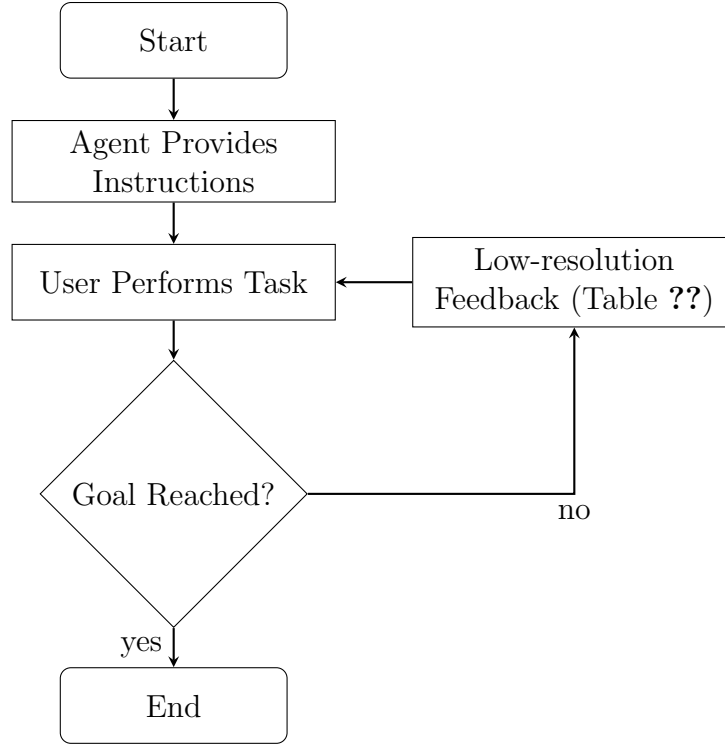 Start
Agent Provides
Instructions
User Performs Task
Low-resolution
Feedback (Table ??)
Goal Reached?
no
yes
End